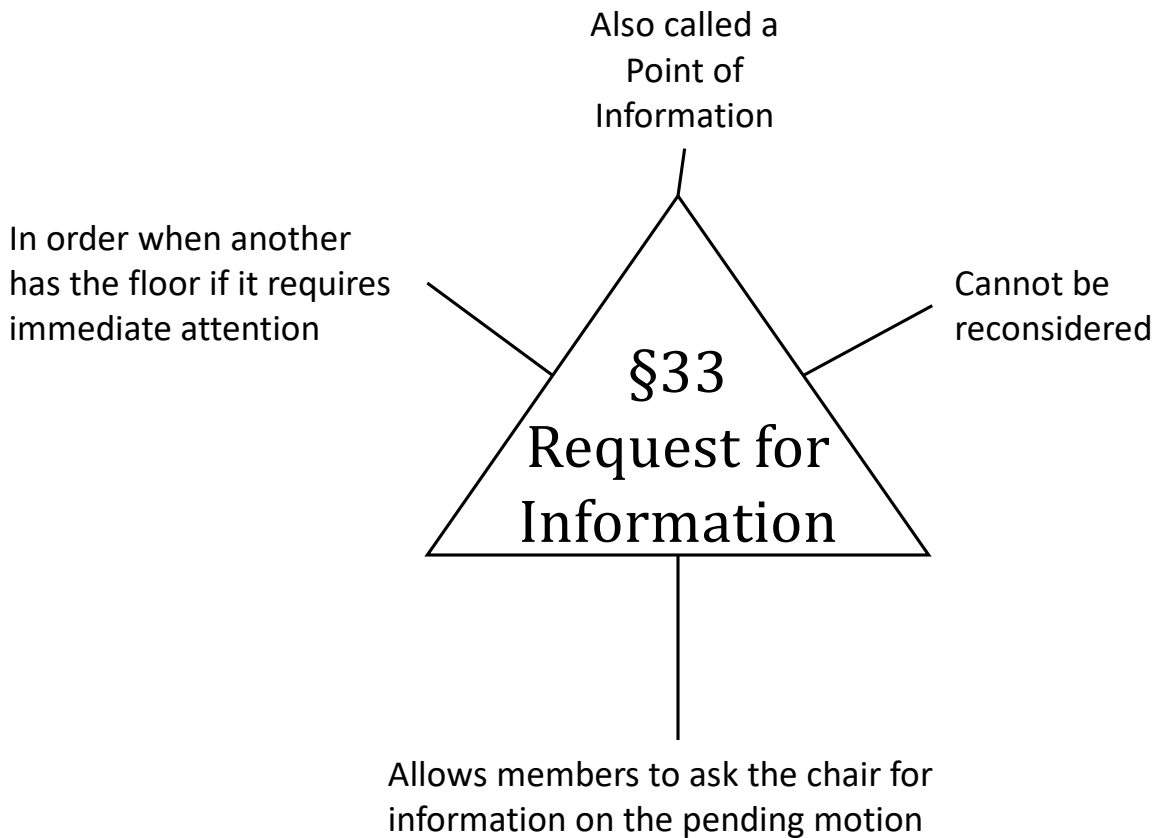 Also called a
Point of
Information
In order when another
has the floor if it requires
immediate attention
Cannot be
reconsidered
§33
Request for
Information
Allows members to ask the chair for
information on the pending motion